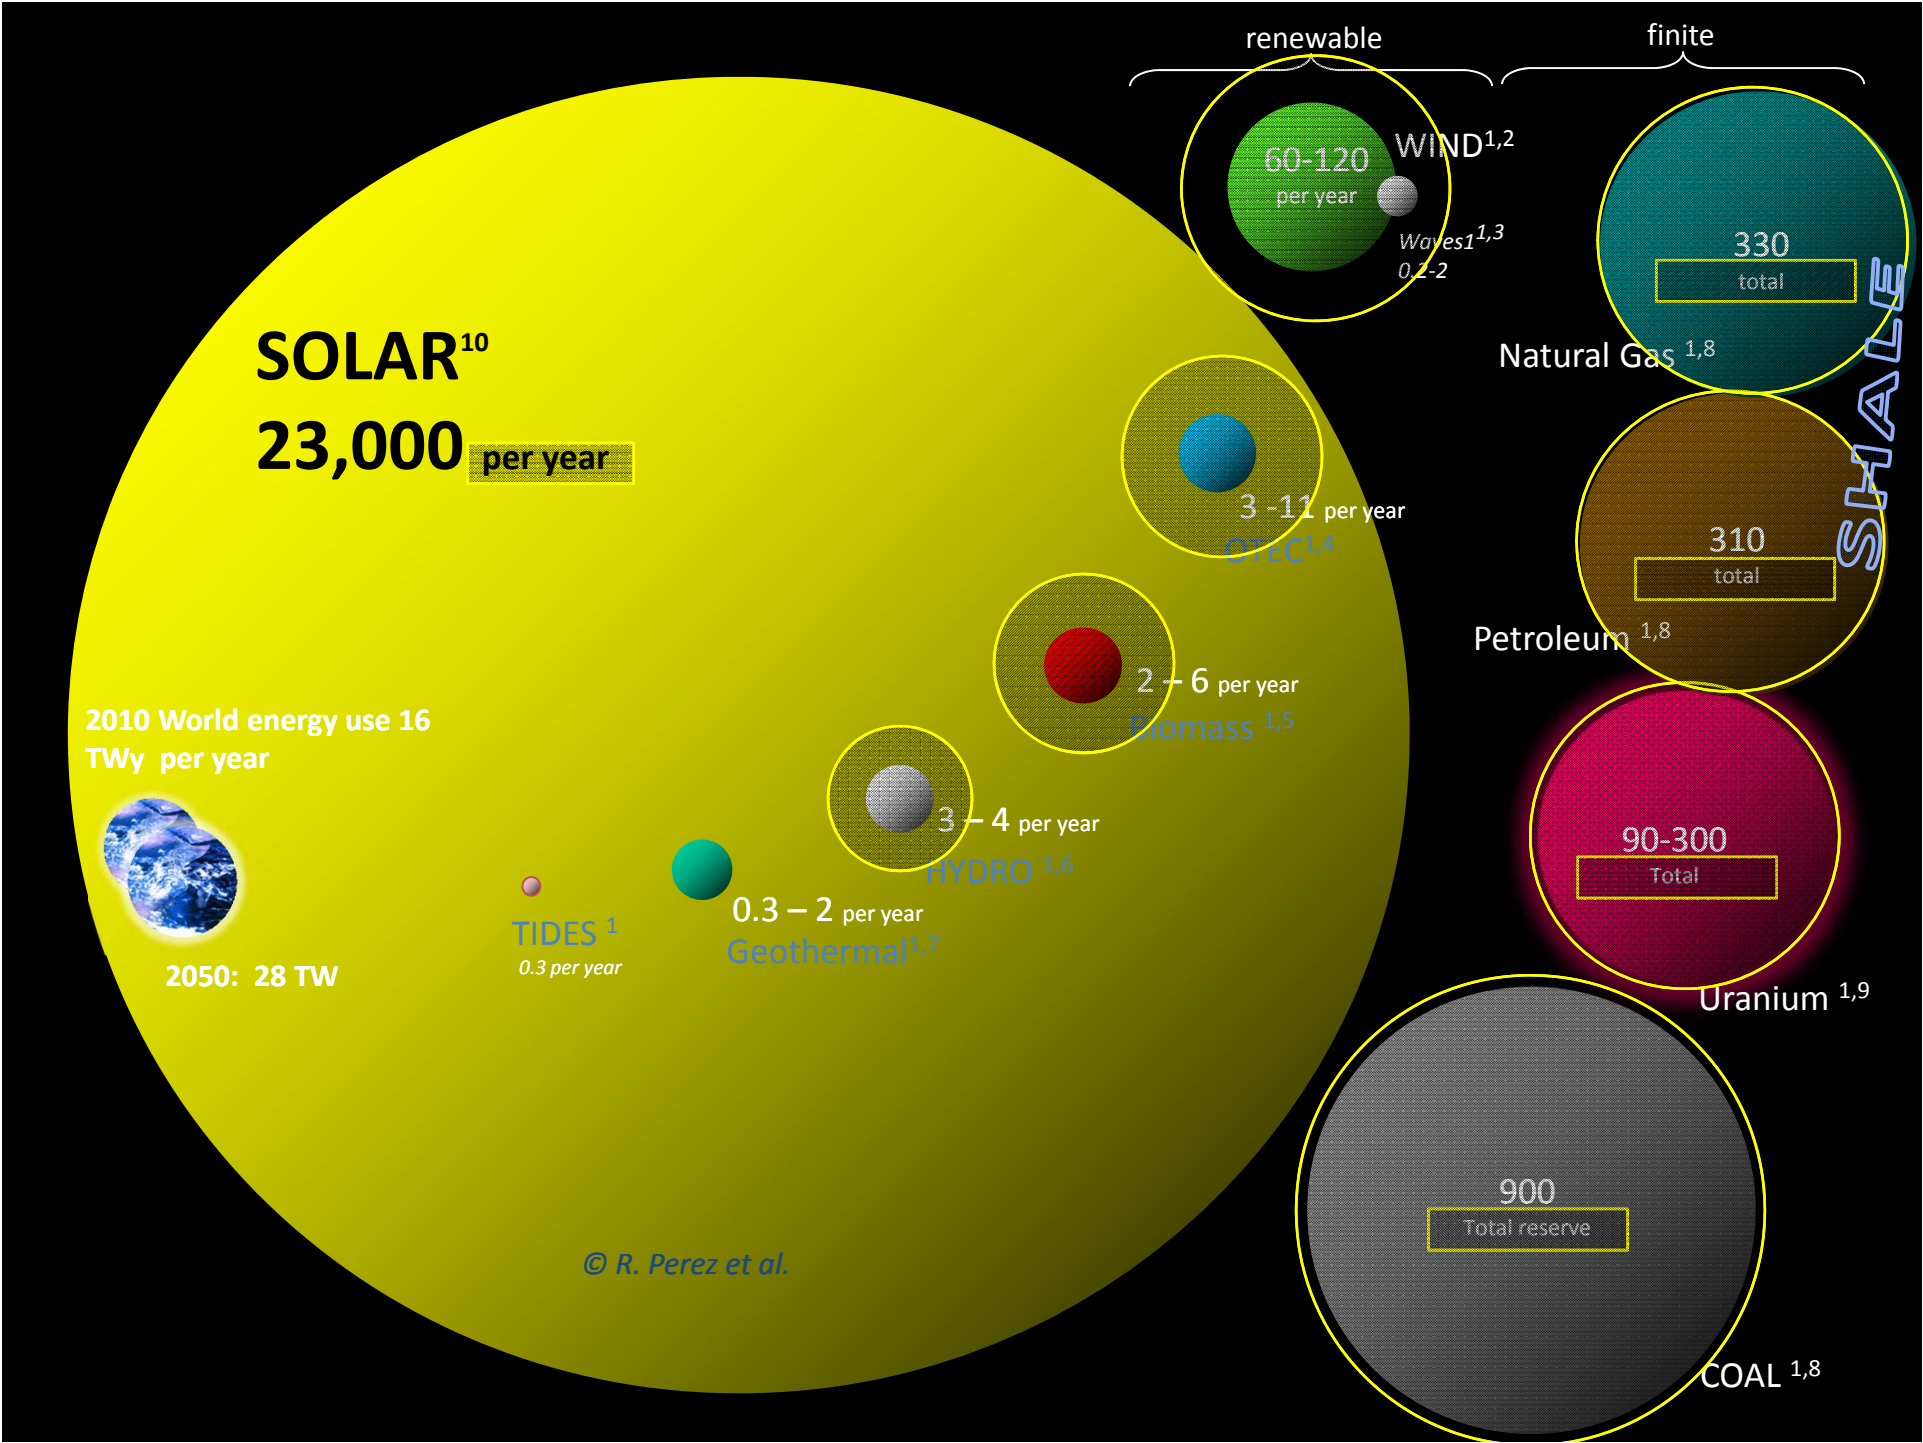 renewable
finite
60-120
per year
WIND1,2
Waves11,3
0.2-2
330
total
Natural Gas 1,8
SHALE
SOLAR10
23,000 per year
3 -11 per year
OTEC1,4
310
total
Petroleum 1,8
2 – 6 per year
Biomass 1,5
2010 World energy use 16
TWy per year
3 – 4 per year
HYDRO 1,6
90-300
Total
Uranium 1,9
0.3 – 2 per year
Geothermal1,7
TIDES 1
0.3 per year
2050: 28 TW
900
Total reserve
© R. Perez et al.
COAL 1,8